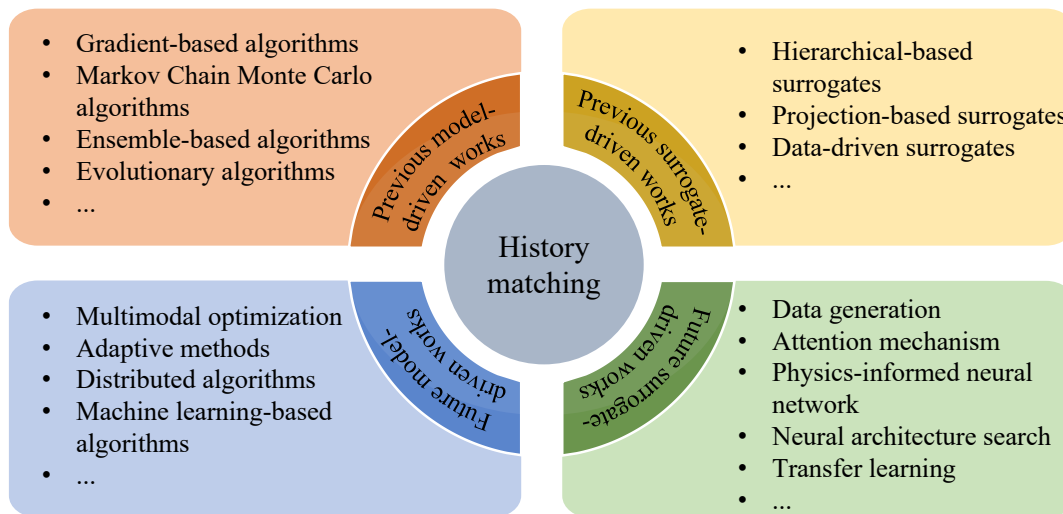 • Gradient-based algorithms
• Markov Chain Monte Carlo
algorithms
• Ensemble-based algorithms
• Evolutionary algorithms
• ...
Previous model-
driven works
• Hierarchical-based
surrogates
• Projection-based surrogates
• Data-driven surrogates
• ...
Previous surrogate-
driven works
History
matching
• Multimodal optimization
• Adaptive methods
• Distributed algorithms
• Machine learning-based
algorithms
• ...
Future model-
driven works
• Data generation
• Attention mechanism
• Physics-informed neural
network
• Neural architecture search
• Transfer learning
• ...
Future surrogate-
driven works